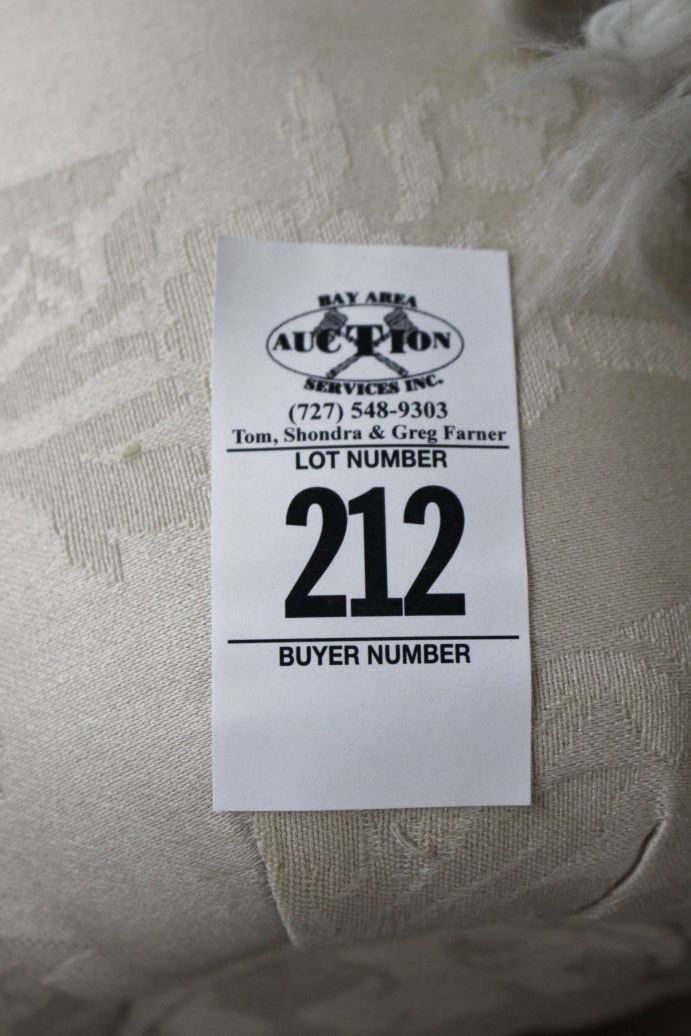 BAY AREA
AUCTION
SERVICES INC.
(727) 548-9303
Tom, Shondra & Greg Farner
LOT NUMBER
212
BUYER NUMBER